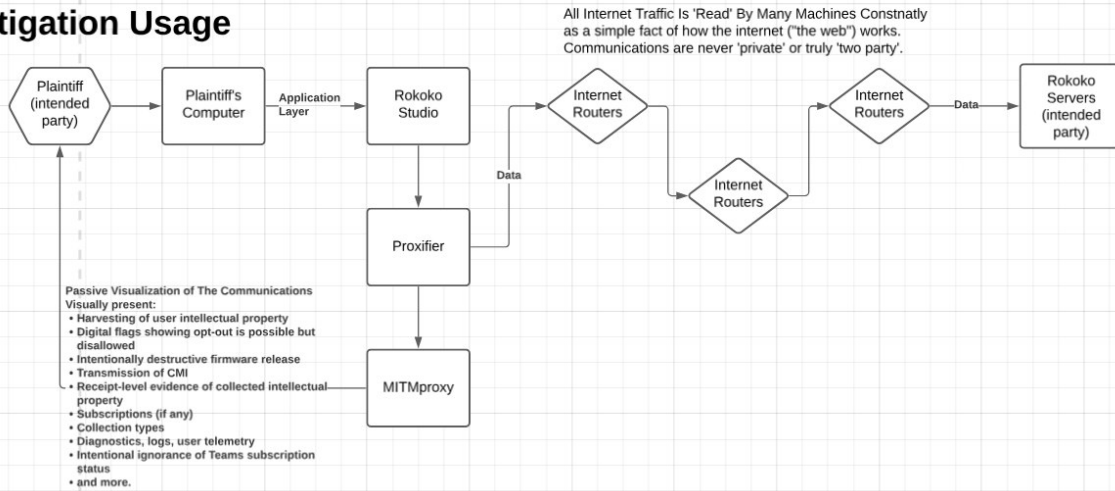 tigation Usage
All Internet Traffic Is 'Read' By Many Machines Constnatly
as a simple fact of how the internet ("the web") works.
Communications are never 'private' or truly 'two party'.
Plaintiff
(intended
party)
Plaintiff's
Computer
Application
Layer
Rokoko
Studio
Internet
Routers
Internet
Routers
Data
Rokoko
Servers
(intended
party)
Data
Internet
Routers
Proxifier
Passive Visualization of The Communications
Visually present:
• Harvesting of user intellectual property
• Digital flags showing opt-out is possible but
disallowed
• Intentionally destructive firmware release
• Transmission of CMI
• Receipt-level evidence of collected intellectual
property
• Subscriptions (if any)
• Collection types
• Diagnostics, logs, user telemetry
• Intentional ignorance of Teams subscription
status
• and more.
MITMproxy